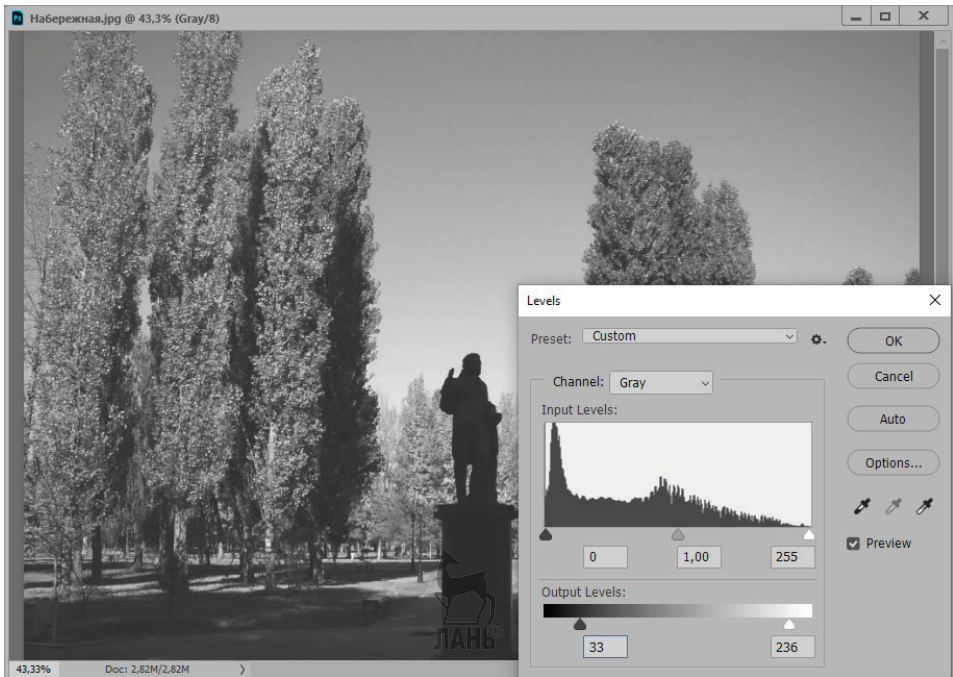 Набережная.jpg @ 43,3% (Gray/8)
Levels
Preset: Custom
OK
Channel: Gray
Cancel
Input Levels:
Auto
Options...
0 1,00 255
Preview
Output Levels:
33 236
ЛАНЬ
43,33% Doc: 2,82M/2,82M